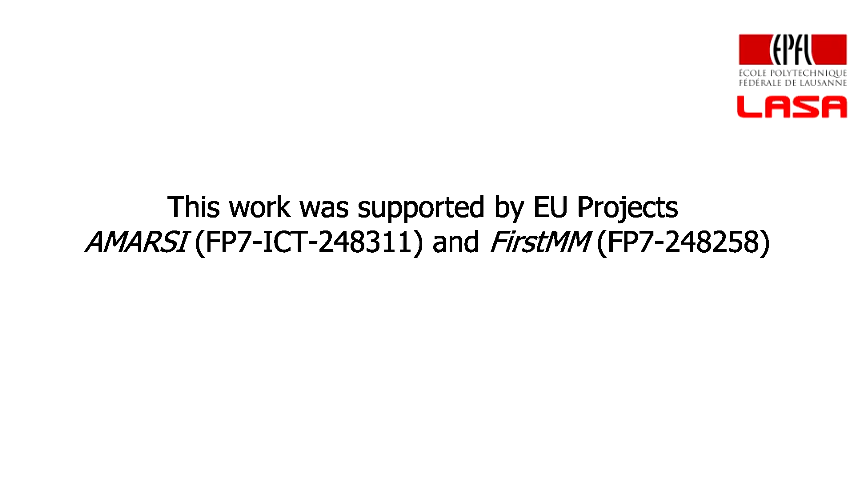 EPFL
ÉCOLE POLYTECHNIQUE
FÉDÉRALE DE LAUSANNE
LASA
This work was supported by EU Projects
AMARSI (FP7-ICT-248311) and FirstMM (FP7-248258)